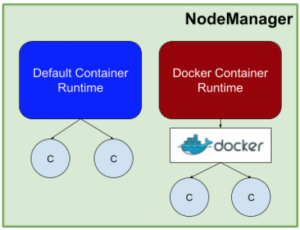 NodeManager
Default Container
Runtime
Docker Container
Runtime
docker
C
C
C
C